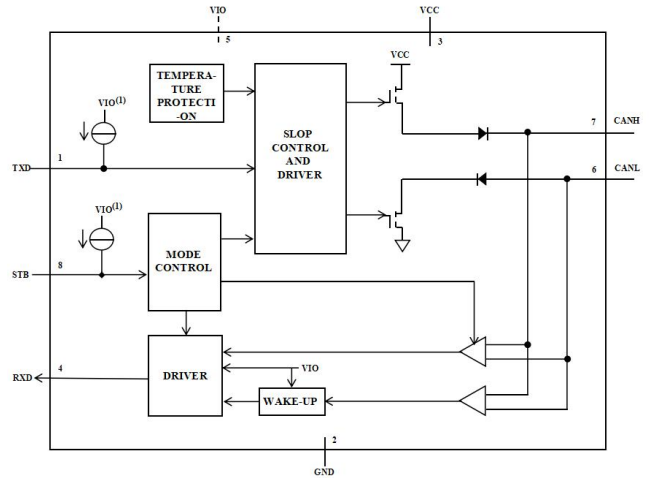 VIO
VCC
5
3
TEMPERA-
TURE
PROTECTI
-ON
VCC
VIO(1)
SLOP
CONTROL
AND
DRIVER
7
CANH
1
TXD
6
CANL
VIO(1)
MODE
CONTROL
8
STB
DRIVER
VIO
4
RXD
WAKE-UP
2
GND